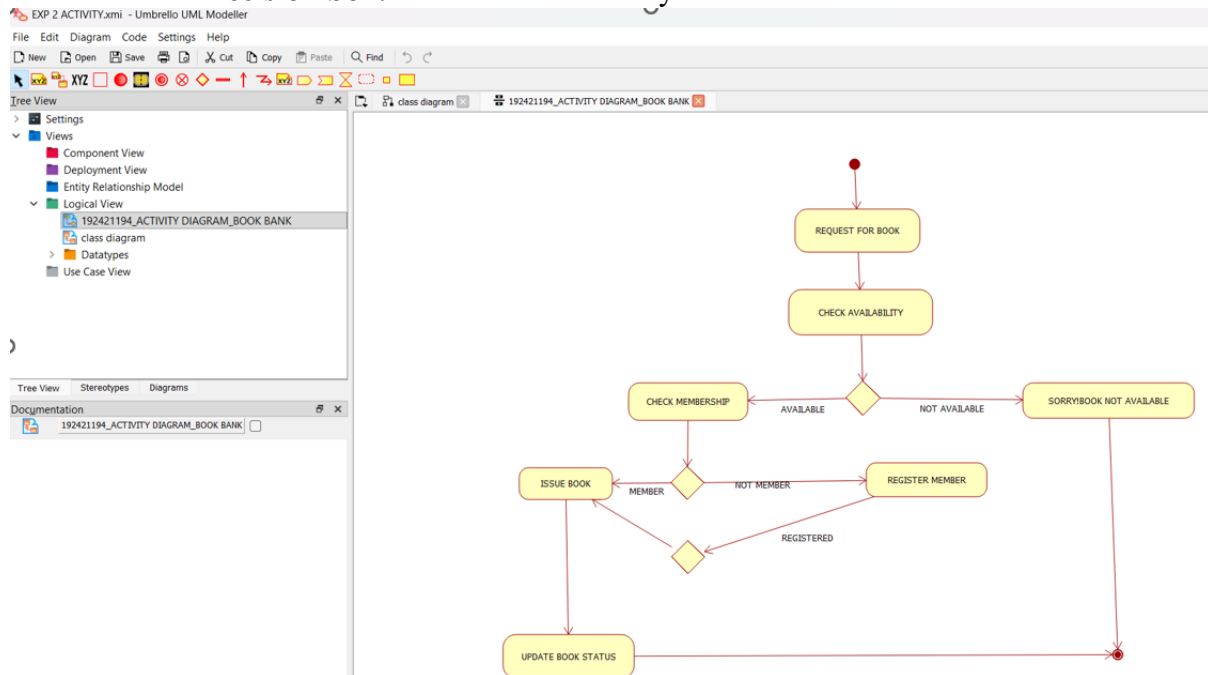 EXP 2 ACTIVITY.xmi - Umbrello UML Modeller
File Edit Diagram Code Settings Help
New Open Save Cut Copy Paste Find
XYZ XYZ XYZ
Tree View
class diagram
192421194_ACTIVITY DIAGRAM_BOOK BANK
Settings
Views
Component View
Deployment View
Entity Relationship Model
Logical View
192421194_ACTIVITY DIAGRAM_BOOK BANK
class diagram
Datatypes
Use Case View
Tree View Stereotypes Diagrams
Documentation
192421194_ACTIVITY DIAGRAM_BOOK BANK
REQUEST FOR BOOK
CHECK AVAILABILITY
CHECK MEMBERSHIP
AVAILABLE
NOT AVAILABLE
SORRY!BOOK NOT AVAILABLE
ISSUE BOOK
MEMBER
NOT MEMBER
REGISTER MEMBER
REGISTERED
UPDATE BOOK STATUS